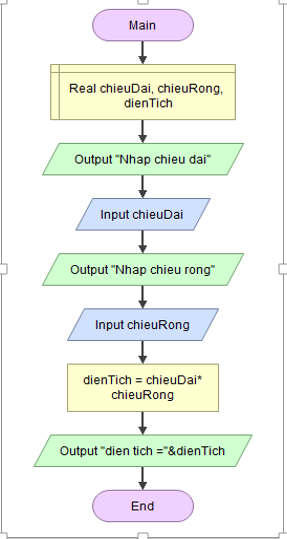 Main
Real chieuDai, chieuRong,
dienTich
Output "Nhap chieu dai"
Input chieuDai
Output "Nhap chieu rong"
Input chieuRong
dienTich = chieuDai*
chieuRong
Output "dien tich ="&dienTich
End